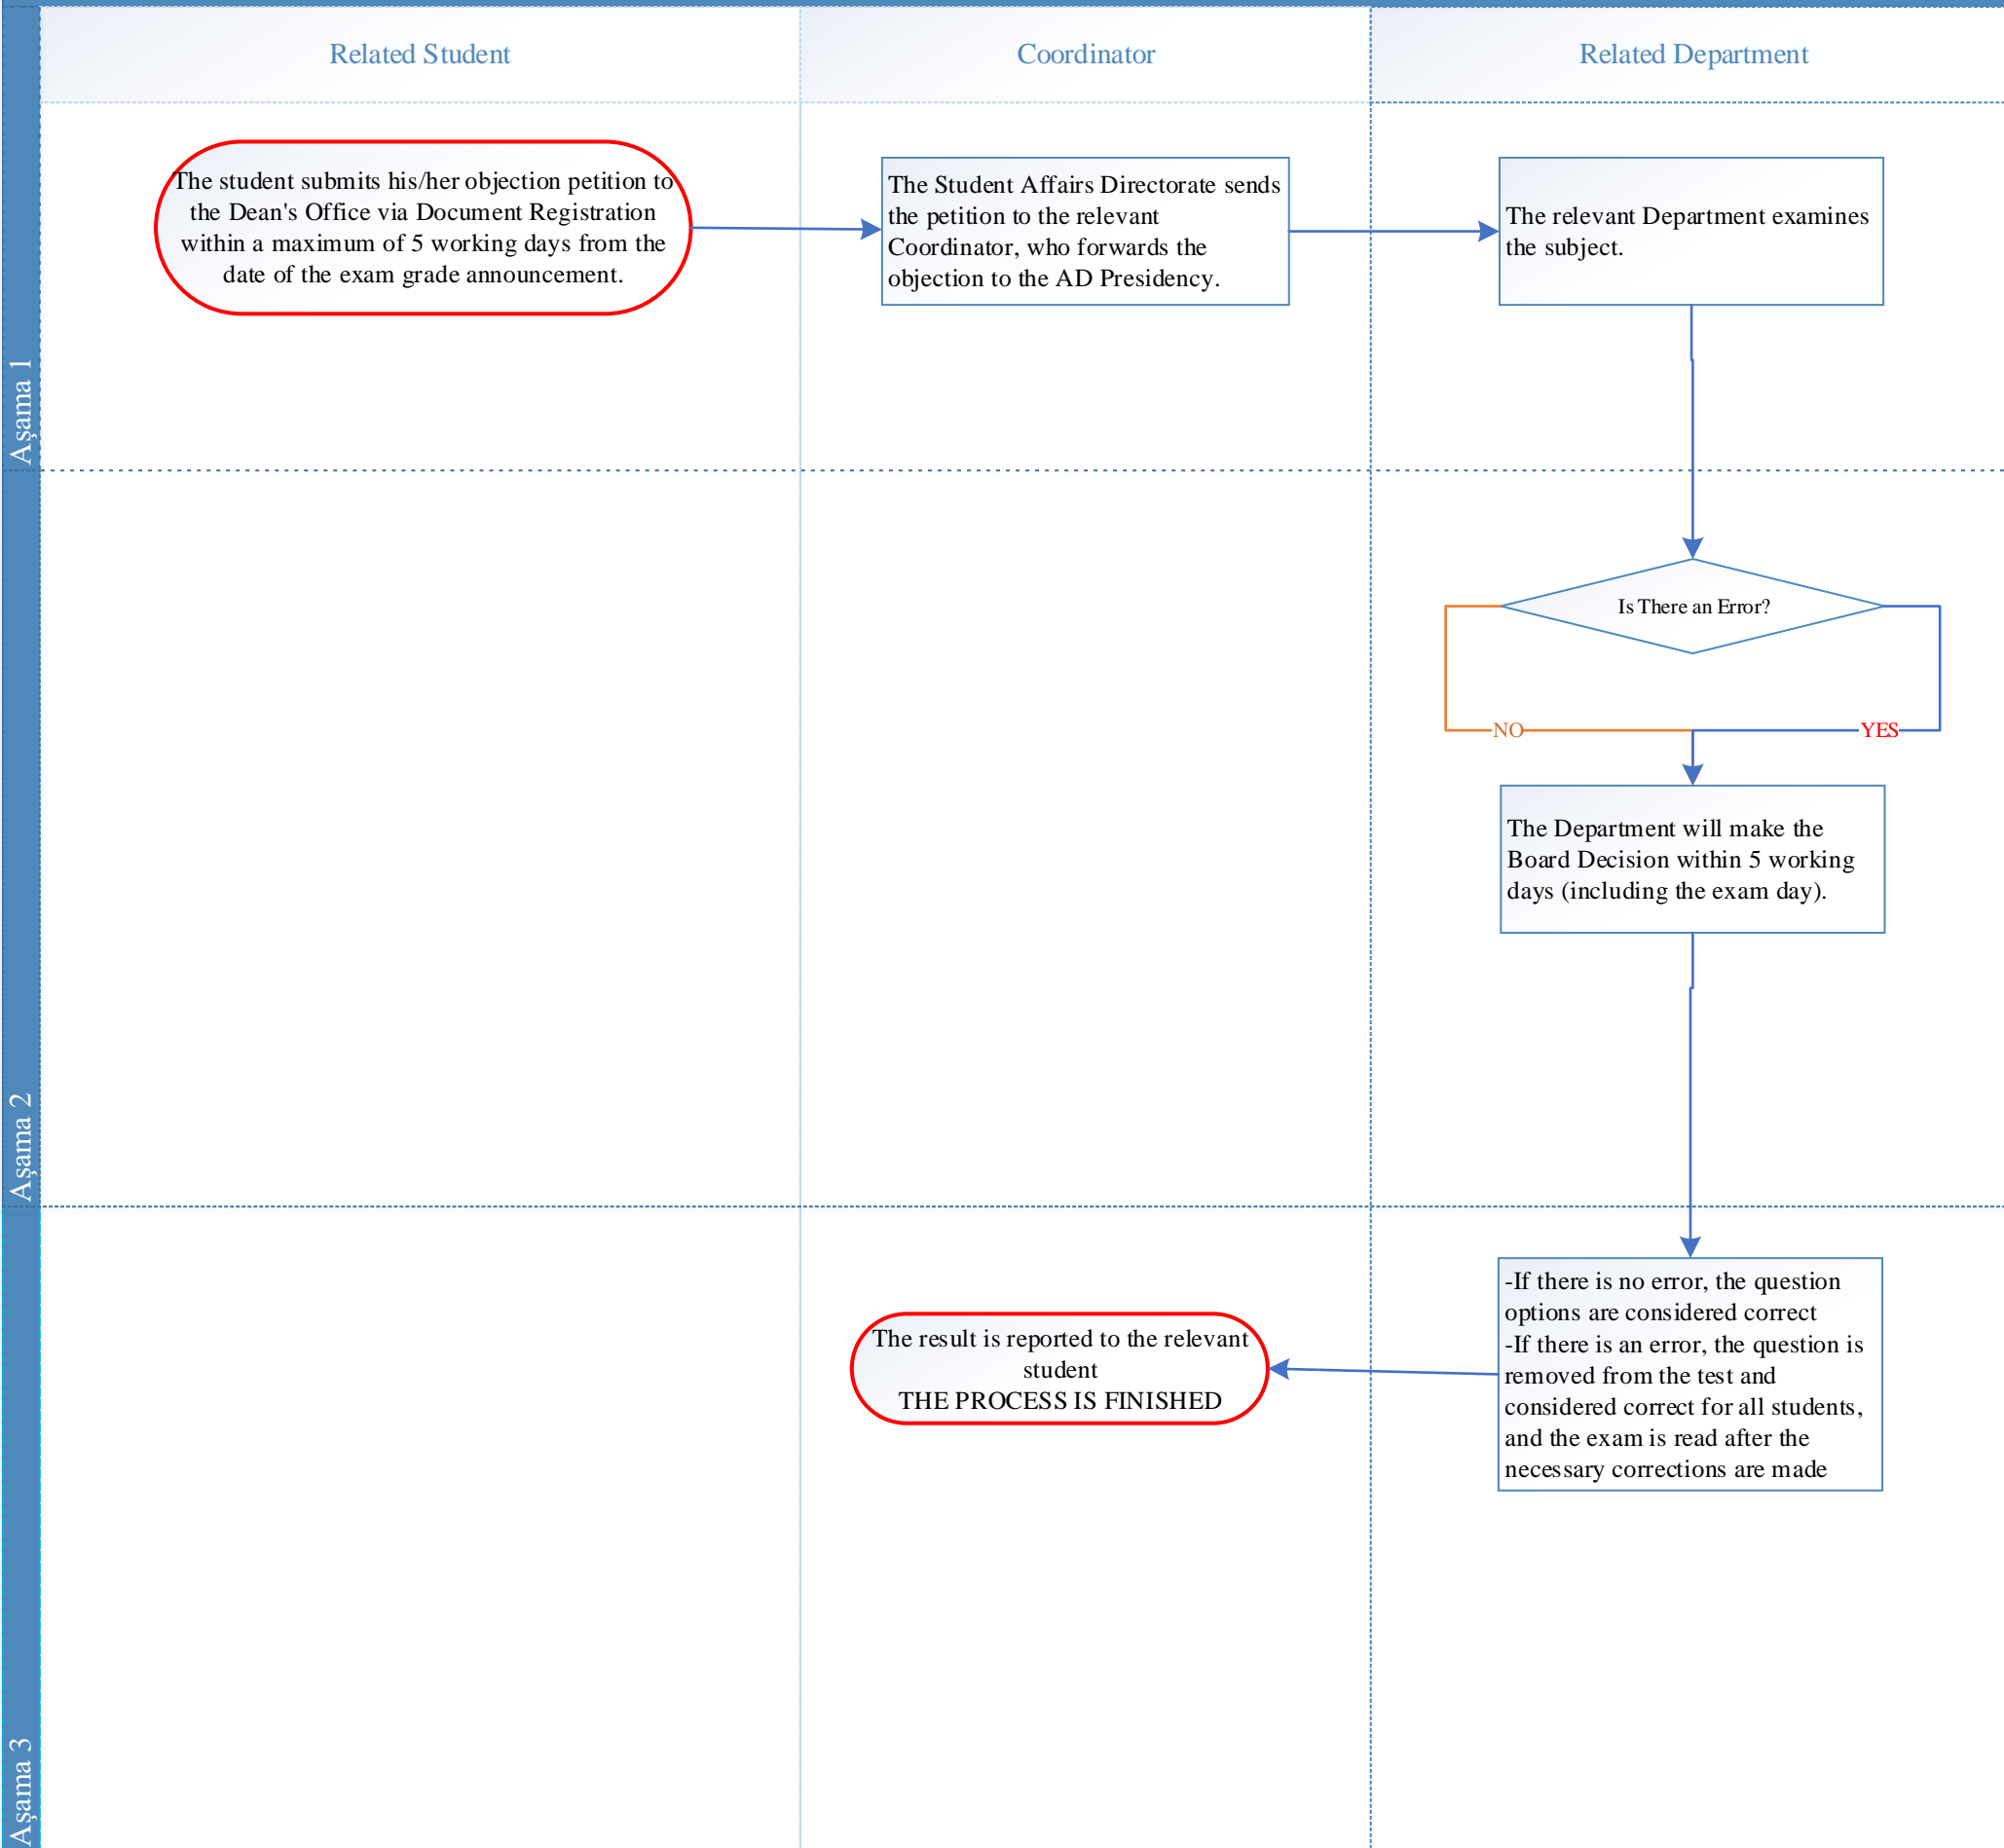 Related Student
Coordinator
Related Department
Aşama 1
The student submits his/her objection petition to
the Dean's Office via Document Registration
within a maximum of 5 working days from the
date of the exam grade announcement.
The Student Affairs Directorate sends
the petition to the relevant
Coordinator, who forwards the
objection to the AD Presidency.
The relevant Department examines
the subject.
Aşama 2
Is There an Error?
NO
YES
The Department will make the
Board Decision within 5 working
days (including the exam day).
Aşama 3
-If there is no error, the question
options are considered correct
-If there is an error, the question is
removed from the test and
considered correct for all students,
and the exam is read after the
necessary corrections are made
The result is reported to the relevant
student
THE PROCESS IS FINISHED